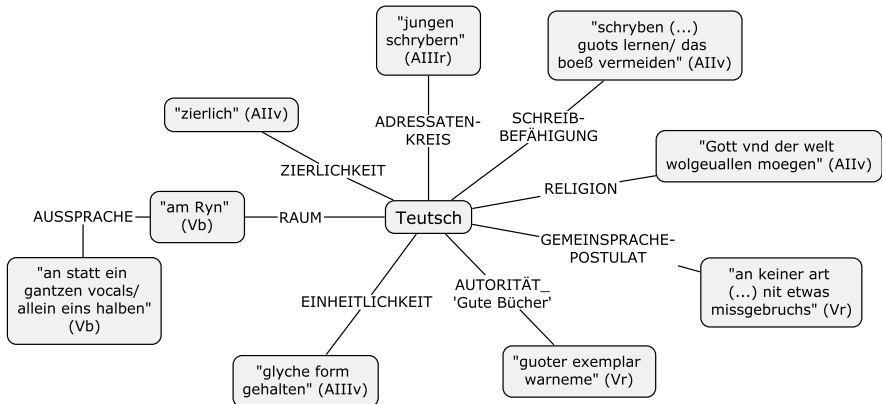 "jungen
schrybern"
(AIIIr)
"schryben (...)
guots lernen/ das
boeß vermeiden" (AIIv)
"zierlich" (AIIv)
ADRESSATEN-
KREIS
SCHREIB-
BEFÄHIGUNG
"Gott vnd der welt
wolgeuallen moegen" (AIIv)
ZIERLICHKEIT
RELIGION
AUSSPRACHE
"am Ryn"
(Vb)
RAUM
Teutsch
GEMEINSPRACHE-
POSTULAT
"an statt ein
gantzen vocals/
allein eins halben"
(Vb)
EINHEITLICHKEIT
AUTORITÄT_
'Gute Bücher'
"an keiner art
(...) nit etwas
missgebruchs" (Vr)
"glyche form
gehalten" (AIIIv)
"guoter exemplar
warneme" (Vr)